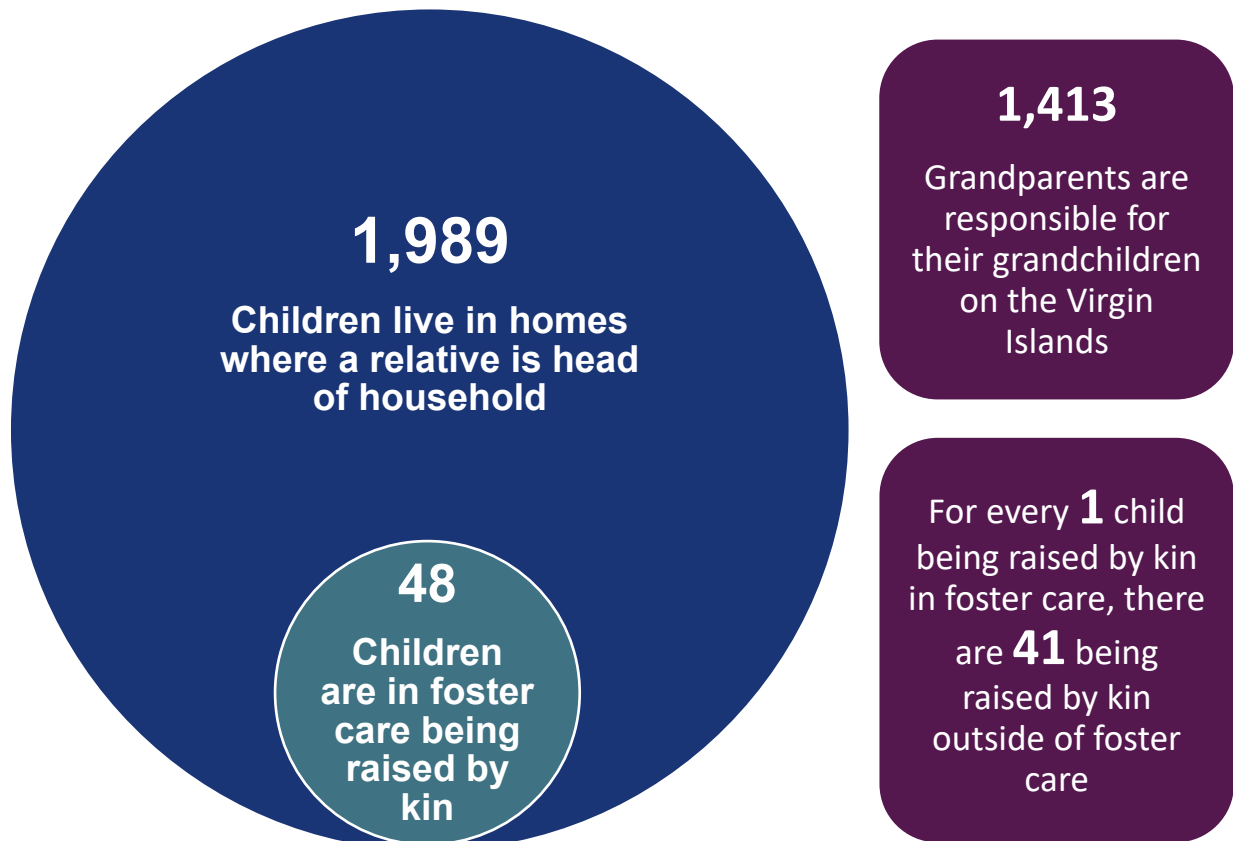 1,989
Children live in homes
where a relative is head
of household
48
Children
are in foster
care being
raised by
kin
1,413
Grandparents are
responsible for
their grandchildren
on the Virgin
Islands
For every 1 child
being raised by kin
in foster care, there
are 41 being
raised by kin
outside of foster
care